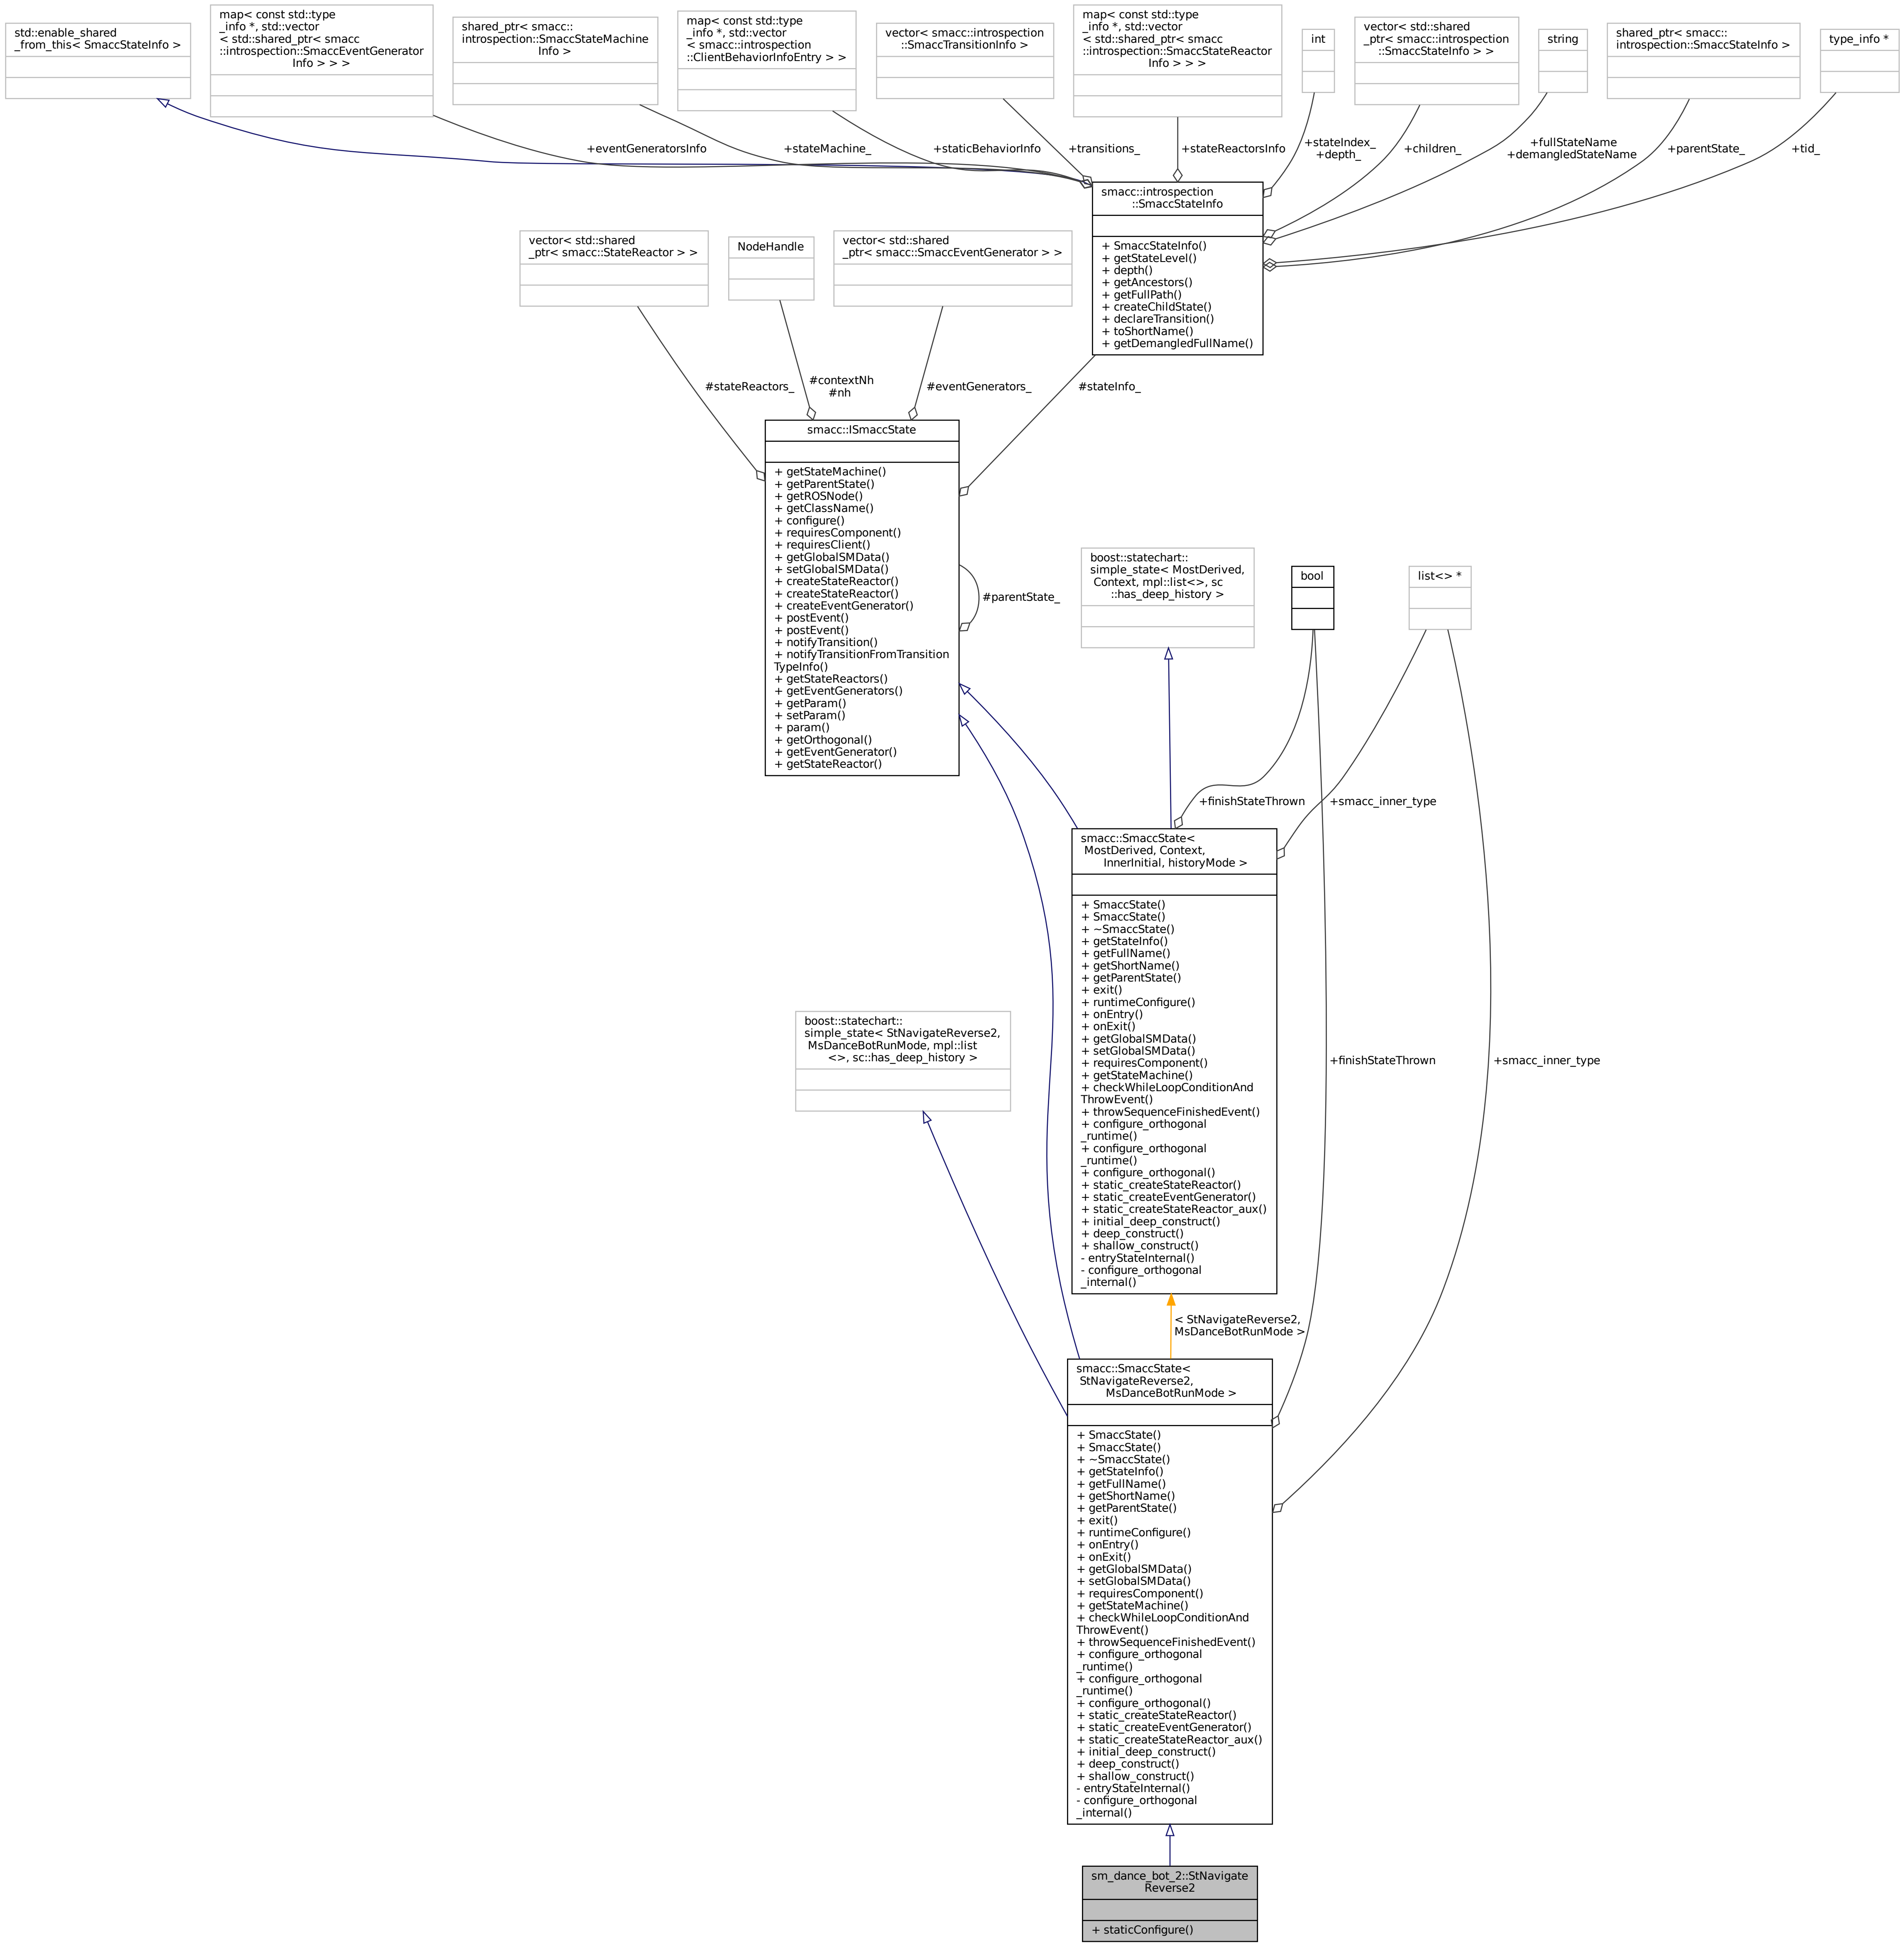 std::enable_shared
_from_this< SmaccStateInfo >
map< const std::type
_info *, std::vector
< std::shared_ptr< smacc
::introspection::SmaccEventGenerator
Info > > >
shared_ptr< smacc::
introspection::SmaccStateMachine
Info >
map< const std::type
_info *, std::vector
< smacc::introspection
::ClientBehaviorInfoEntry > >
vector< smacc::introspection
::SmaccTransitionInfo >
map< const std::type
_info *, std::vector
< std::shared_ptr< smacc
::introspection::SmaccStateReactor
Info > > >
int
vector< std::shared
_ptr< smacc::introspection
::SmaccStateInfo > >
string
shared_ptr< smacc::
introspection::SmaccStateInfo >
type_info *
+eventGeneratorsInfo
+stateMachine_
+staticBehaviorInfo
+transitions_
+stateReactorsInfo
+stateIndex_
+depth_
+children_
+fullStateName
+demangledStateName
+parentState_
+tid_
smacc::introspection
::SmaccStateInfo
+ SmaccStateInfo()
+ getStateLevel()
+ depth()
+ getAncestors()
+ getFullPath()
+ createChildState()
+ declareTransition()
+ toShortName()
+ getDemangledFullName()
vector< std::shared
_ptr< smacc::StateReactor > >
NodeHandle
vector< std::shared
_ptr< smacc::SmaccEventGenerator > >
#stateReactors_
#contextNh
#nh
#eventGenerators_
#stateInfo_
smacc::ISmaccState
+ getStateMachine()
+ getParentState()
+ getROSNode()
+ getClassName()
+ configure()
+ requiresComponent()
+ requiresClient()
+ getGlobalSMData()
+ setGlobalSMData()
+ createStateReactor()
+ createStateReactor()
+ createEventGenerator()
+ postEvent()
+ postEvent()
+ notifyTransition()
+ notifyTransitionFromTransition
TypeInfo()
+ getStateReactors()
+ getEventGenerators()
+ getParam()
+ setParam()
+ param()
+ getOrthogonal()
+ getEventGenerator()
+ getStateReactor()
#parentState_
boost::statechart::
simple_state< MostDerived,
Context, mpl::list<>, sc
::has_deep_history >
bool
list<> *
+finishStateThrown
+smacc_inner_type
smacc::SmaccState<
MostDerived, Context,
InnerInitial, historyMode >
+ SmaccState()
+ SmaccState()
+ ~SmaccState()
+ getStateInfo()
+ getFullName()
+ getShortName()
+ getParentState()
+ exit()
+ runtimeConfigure()
+ onEntry()
+ onExit()
+ getGlobalSMData()
+ setGlobalSMData()
+ requiresComponent()
+ getStateMachine()
+ checkWhileLoopConditionAnd
ThrowEvent()
+ throwSequenceFinishedEvent()
+ configure_orthogonal
_runtime()
+ configure_orthogonal
_runtime()
+ configure_orthogonal()
+ static_createStateReactor()
+ static_createEventGenerator()
+ static_createStateReactor_aux()
+ initial_deep_construct()
+ deep_construct()
+ shallow_construct()
- entryStateInternal()
- configure_orthogonal
_internal()
boost::statechart::
simple_state< StNavigateReverse2,
MsDanceBotRunMode, mpl::list
<>, sc::has_deep_history >
+finishStateThrown
+smacc_inner_type
< StNavigateReverse2,
MsDanceBotRunMode >
smacc::SmaccState<
StNavigateReverse2,
MsDanceBotRunMode >
+ SmaccState()
+ SmaccState()
+ ~SmaccState()
+ getStateInfo()
+ getFullName()
+ getShortName()
+ getParentState()
+ exit()
+ runtimeConfigure()
+ onEntry()
+ onExit()
+ getGlobalSMData()
+ setGlobalSMData()
+ requiresComponent()
+ getStateMachine()
+ checkWhileLoopConditionAnd
ThrowEvent()
+ throwSequenceFinishedEvent()
+ configure_orthogonal
_runtime()
+ configure_orthogonal
_runtime()
+ configure_orthogonal()
+ static_createStateReactor()
+ static_createEventGenerator()
+ static_createStateReactor_aux()
+ initial_deep_construct()
+ deep_construct()
+ shallow_construct()
- entryStateInternal()
- configure_orthogonal
_internal()
sm_dance_bot_2::StNavigate
Reverse2
+ staticConfigure()